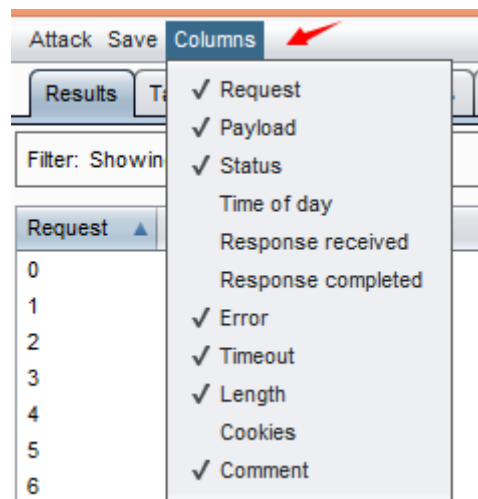 Attack Save Columns
Results
Filter: Showin
Request
0
1
2
3
4
5
6
✓ Request
✓ Payload
✓ Status
Time of day
Response received
Response completed
✓ Error
✓ Timeout
✓ Length
Cookies
✓ Comment